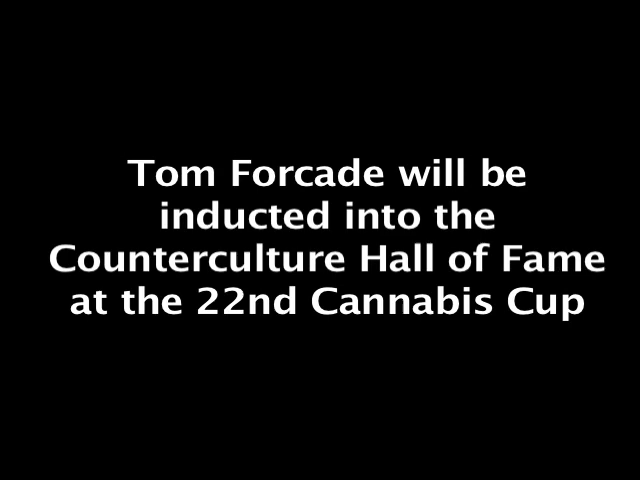 Tom Forcade will be
inducted into the
Counterculture Hall of Fame
at the 22nd Cannabis Cup